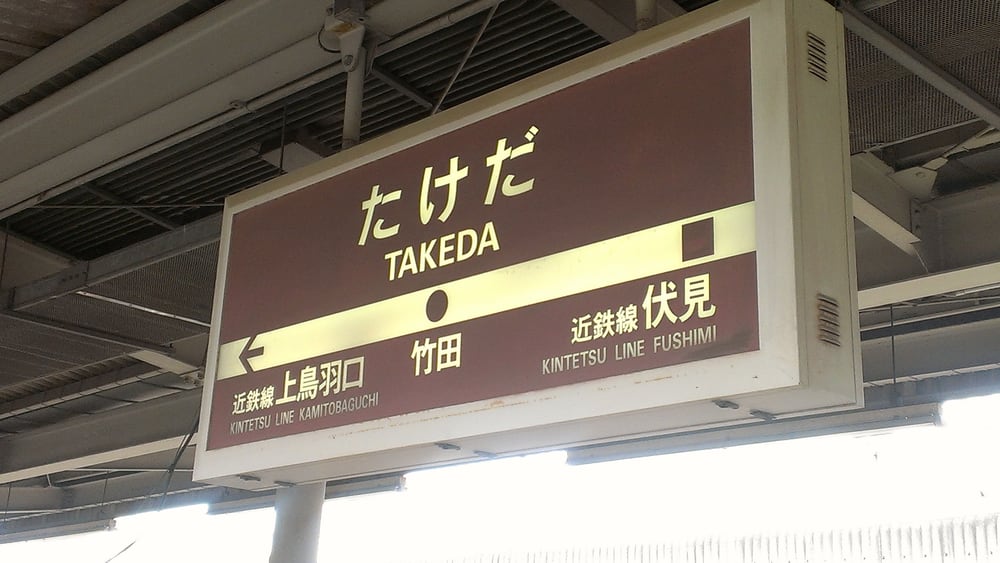 たけだ
TAKEDA
近鉄線 上鳥羽口
KINTETSU LINE KAMITOBAGUCHI
竹田
近鉄線 伏見
KINTETSU LINE FUSHIMI